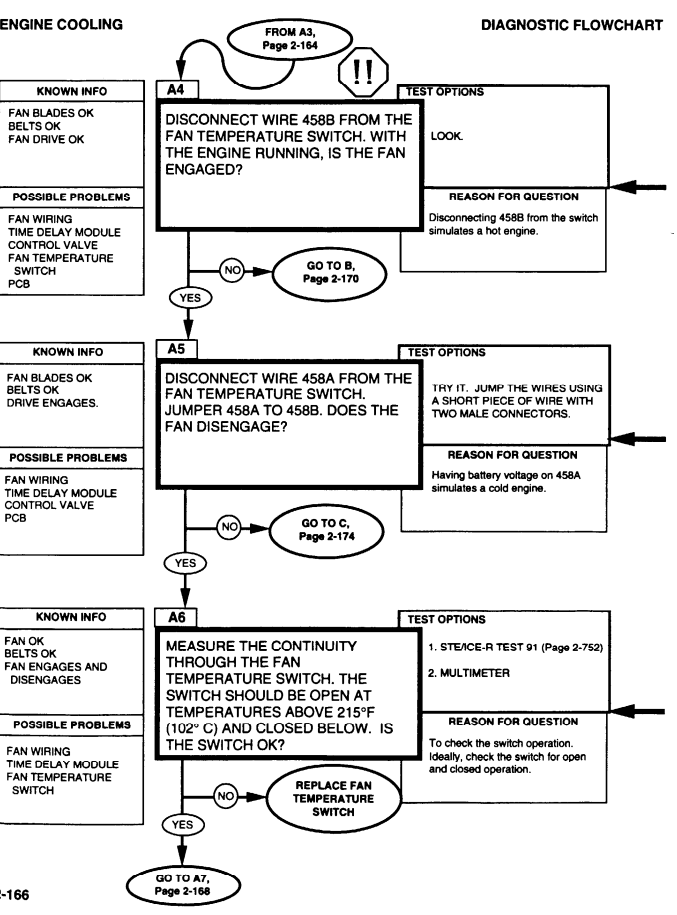 ENGINE COOLING
DIAGNOSTIC FLOWCHART
FROM A3,
Page 2-164
!!
KNOWN INFO
FAN BLADES OK
BELTS OK
FAN DRIVE OK
POSSIBLE PROBLEMS
FAN WIRING
TIME DELAY MODULE
CONTROL VALVE
FAN TEMPERATURE
SWITCH
PCB
A4
DISCONNECT WIRE 458B FROM THE
FAN TEMPERATURE SWITCH. WITH
THE ENGINE RUNNING, IS THE FAN
ENGAGED?
TEST OPTIONS
LOOK.
REASON FOR QUESTION
Disconnecting 458B from the switch
simulates a hot engine.
NO
GO TO B,
Page 2-170
YES
KNOWN INFO
FAN BLADES OK
BELTS OK
DRIVE ENGAGES.
POSSIBLE PROBLEMS
FAN WIRING
TIME DELAY MODULE
CONTROL VALVE
PCB
A5
DISCONNECT WIRE 458A FROM THE
FAN TEMPERATURE SWITCH.
JUMPER 458A TO 458B. DOES THE
FAN DISENGAGE?
TEST OPTIONS
TRY IT. JUMP THE WIRES USING
A SHORT PIECE OF WIRE WITH
TWO MALE CONNECTORS.
REASON FOR QUESTION
Having battery voltage on 458A
simulates a cold engine.
NO
GO TO C,
Page 2-174
YES
KNOWN INFO
FAN OK
BELTS OK
FAN ENGAGES AND
DISENGAGES
POSSIBLE PROBLEMS
FAN WIRING
TIME DELAY MODULE
FAN TEMPERATURE
SWITCH
A6
MEASURE THE CONTINUITY
THROUGH THE FAN
TEMPERATURE SWITCH. THE
SWITCH SHOULD BE OPEN AT
TEMPERATURES ABOVE 215°F
(102° C) AND CLOSED BELOW. IS
THE SWITCH OK?
TEST OPTIONS
1. STE/ICE-R TEST 91 (Page 2-752)
2. MULTIMETER
REASON FOR QUESTION
To check the switch operation.
Ideally, check the switch for open
and closed operation.
NO
REPLACE FAN
TEMPERATURE
SWITCH
YES
GO TO A7,
Page 2-168
2-166